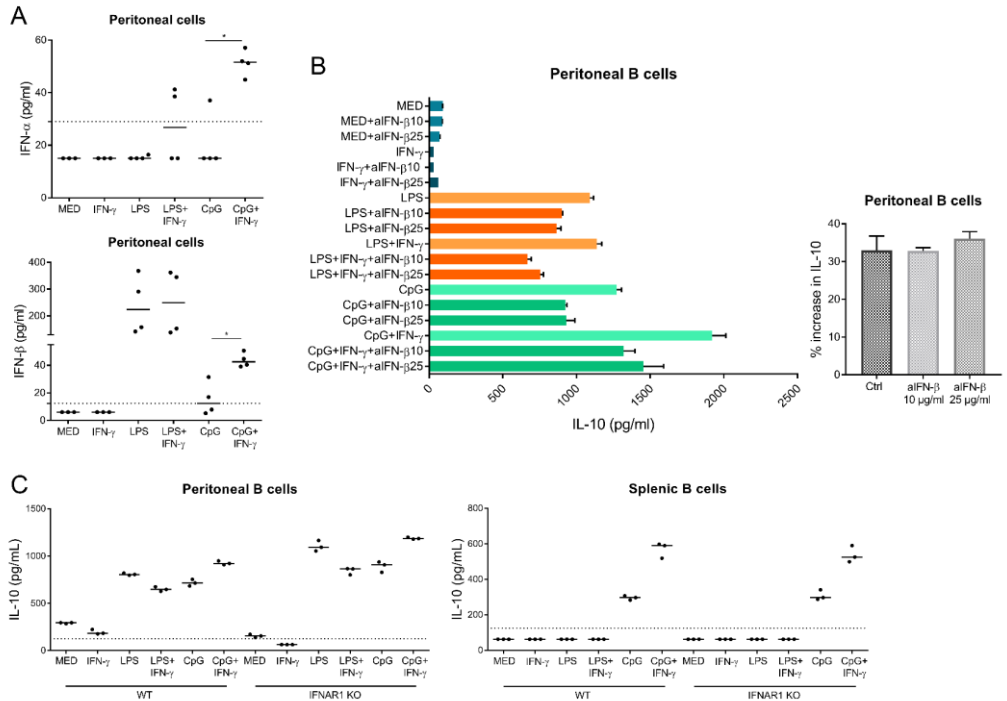 A
Peritoneal cells
*
IFN-α (pg/ml)
60
40
20
0
MED
IFN-γ
LPS
LPS+
IFN-γ
CpG
CpG+
IFN-γ
Peritoneal cells
*
IFN-β (pg/ml)
400
300
200
40
20
0
MED
IFN-γ
LPS
LPS+
IFN-γ
CpG
CpG+
IFN-γ
B
Peritoneal B cells
MED
MED+aIFN-β10
MED+aIFN-β25
IFN-γ
IFN-γ+aIFN-β10
IFN-γ+aIFN-β25
LPS
LPS+aIFN-β10
LPS+aIFN-β25
LPS+IFN-γ
LPS+IFN-γ+aIFN-β10
LPS+IFN-γ+aIFN-β25
CpG
CpG+aIFN-β10
CpG+aIFN-β25
CpG+IFN-γ
CpG+IFN-γ+aIFN-β10
CpG+IFN-γ+aIFN-β25
0
500
1000
1500
2000
2500
IL-10 (pg/ml)
Peritoneal B cells
% increase in IL-10
40
30
20
10
0
Ctrl
aIFN-β
10 µg/ml
aIFN-β
25 µg/ml
C
Peritoneal B cells
IL-10 (pg/mL)
1500
1000
500
0
MED
IFN-γ
LPS
LPS+
IFN-γ
CpG
CpG+
IFN-γ
MED
IFN-γ
LPS
LPS+
IFN-γ
CpG
CpG+
IFN-γ
WT
IFNAR1 KO
Splenic B cells
IL-10 (pg/mL)
800
600
400
200
0
MED
IFN-γ
LPS
LPS+
IFN-γ
CpG
CpG+
IFN-γ
MED
IFN-γ
LPS
LPS+
IFN-γ
CpG
CpG+
IFN-γ
WT
IFNAR1 KO